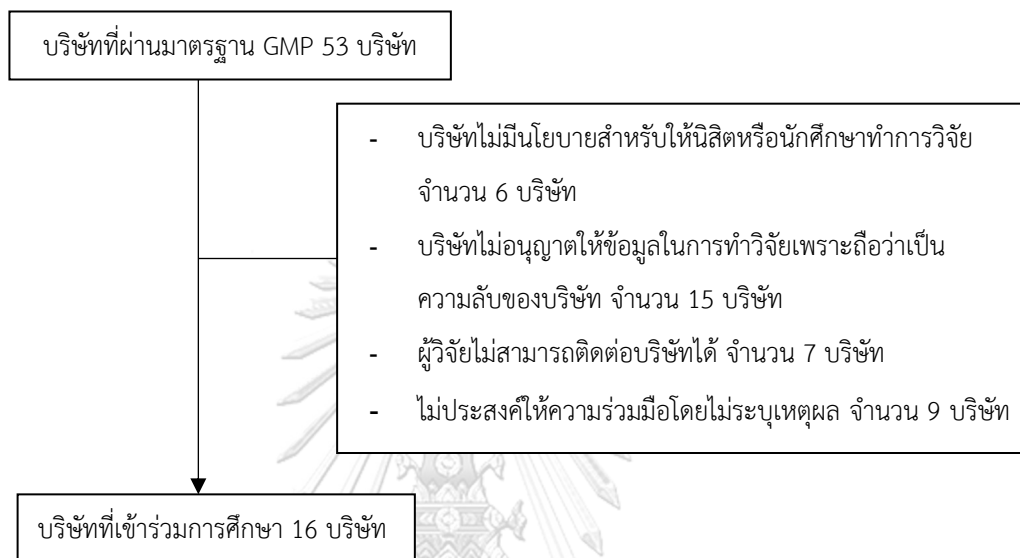 บริษัทที่ผ่านมาตรฐาน GMP 53 บริษัท
- บริษัทไม่มีนโยบายสำหรับให้นิสิตหรือนักศึกษาทำการวิจัย
จำนวน 6 บริษัท
- บริษัทไม่อนุญาตให้ข้อมูลในการทำวิจัยเพราะถือว่าเป็น
ความลับของบริษัท จำนวน 15 บริษัท
- ผู้วิจัยไม่สามารถติดต่อบริษัทได้ จำนวน 7 บริษัท
- ไม่ประสงค์ให้ความร่วมมือโดยไม่ระบุเหตุผล จำนวน 9 บริษัท
บริษัทที่เข้าร่วมการศึกษา 16 บริษัท